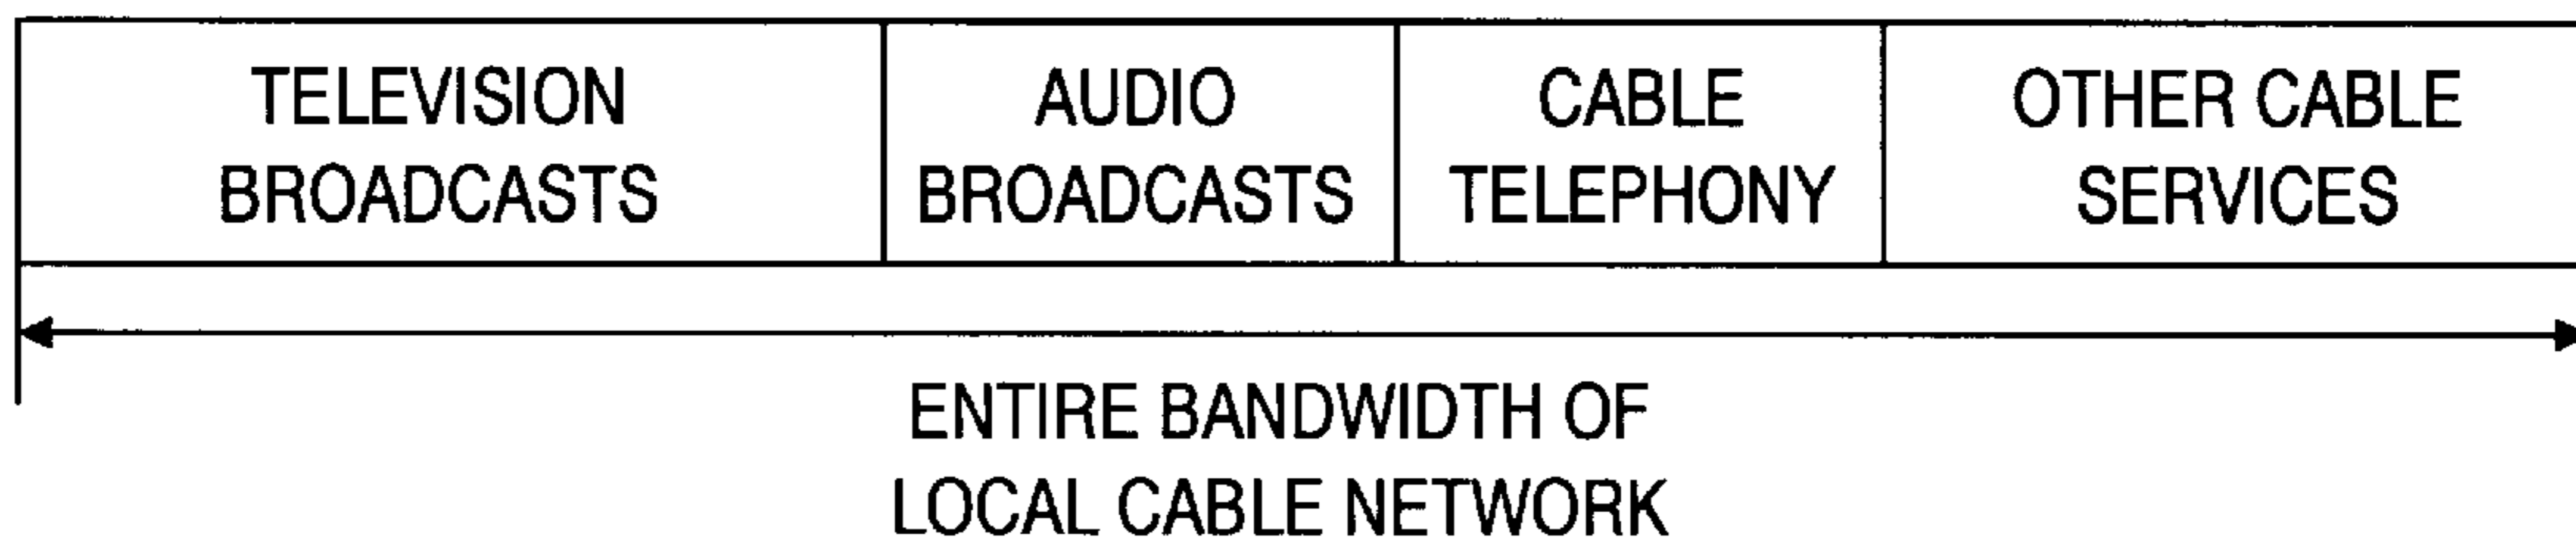 TELEVISION
BROADCASTS
AUDIO
BROADCASTS
CABLE
TELEPHONY
OTHER CABLE
SERVICES
ENTIRE BANDWIDTH OF
LOCAL CABLE NETWORK